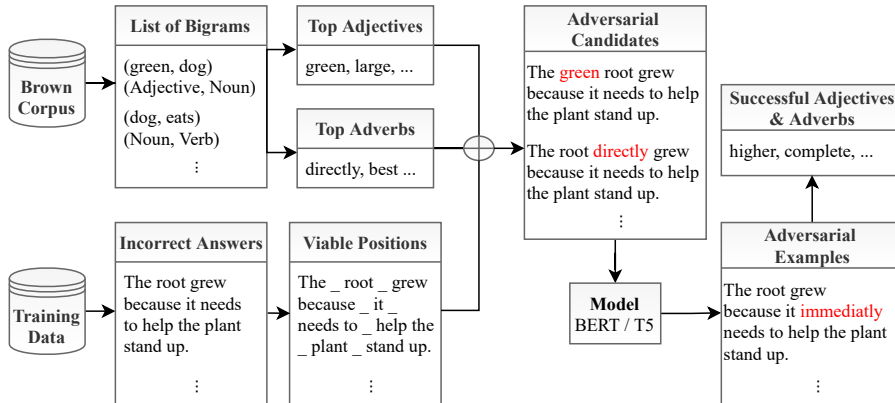 Brown
Corpus
List of Bigrams
(green, dog)
(Adjective, Noun)
(dog, eats)
(Noun, Verb)
⋮
Top Adjectives
green, large, ...
Top Adverbs
directly, best ...
Training
Data
Incorrect Answers
The root grew
because it needs
to help the plant
stand up.
⋮
Viable Positions
The _ root _ grew
because _ it _
needs to _ help the
_ plant _ stand up.
⋮
Adversarial
Candidates
The green root grew
because it needs to help
the plant stand up.
The root directly grew
because it needs to help
the plant stand up.
⋮
Model
BERT / T5
Adversarial
Examples
The root grew
because it immediatly
needs to help the plant
stand up.
⋮
Successful Adjectives
& Adverbs
higher, complete, ...